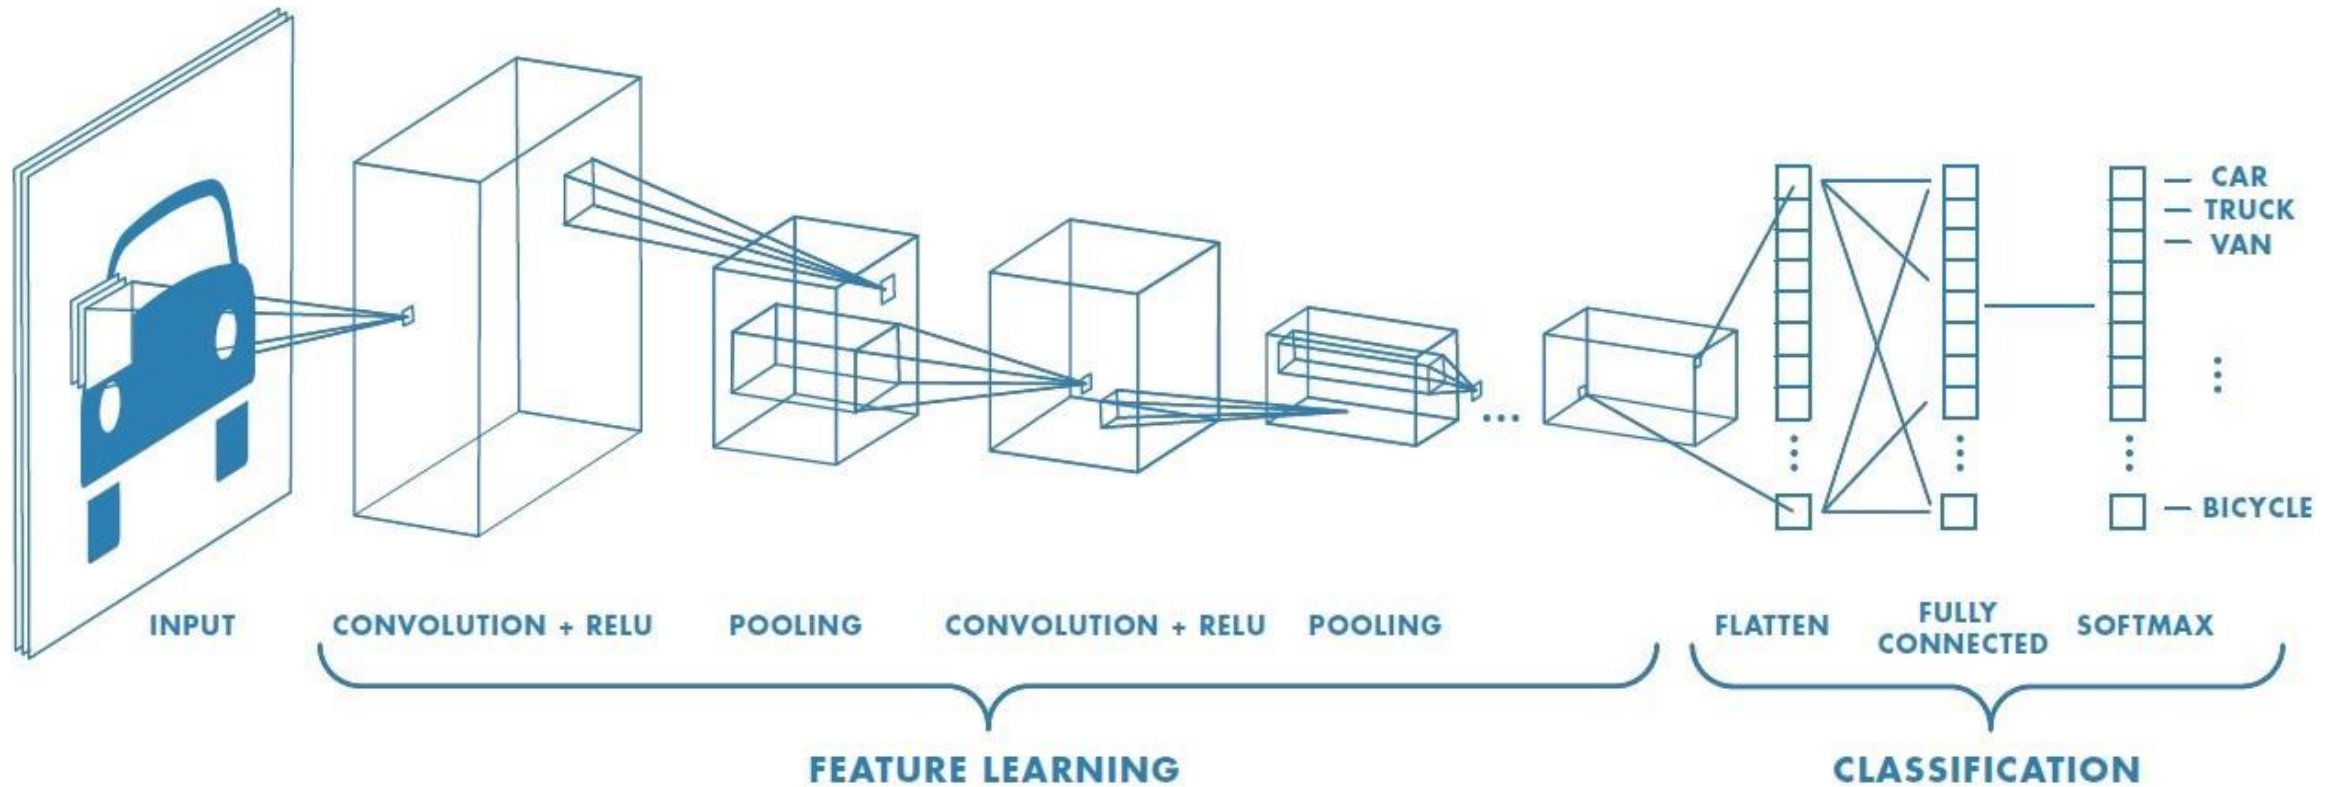 CAR
TRUCK
VAN
BICYCLE
INPUT
CONVOLUTION + RELU
POOLING
CONVOLUTION + RELU
POOLING
FLATTEN
FULLY
CONNECTED
SOFTMAX
FEATURE LEARNING
CLASSIFICATION